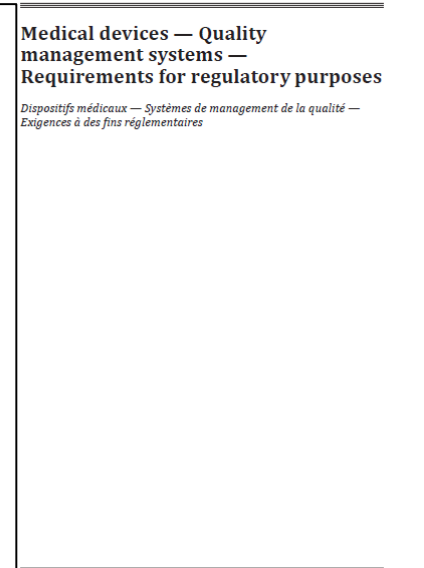 Medical devices — Quality
management systems —
Requirements for regulatory purposes
Dispositifs médicaux — Systèmes de management de la qualité —
Exigences à des fins réglementaires